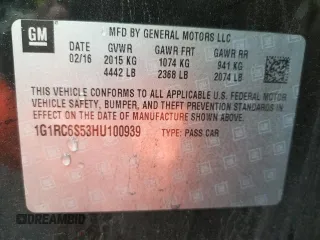 GM
MFD BY GENERAL MOTORS LLC
DATE GVWR GAWR FRT GAWR RR
02/16 2015 KG 1074 KG 941 KG
4442 LB 2368 LB 2074 LB
THIS VEHICLE CONFORMS TO ALL APPLICABLE U.S. FEDERAL MOTOR VEHICLE SAFETY, BUMPER, AND THEFT PREVENTION STANDARDS IN EFFECT ON THE DATE OF MANUFACTURE SHOWN ABOVE.
1G1RC6S53HU100939 TYPE: PASS CAR
DREAMBID